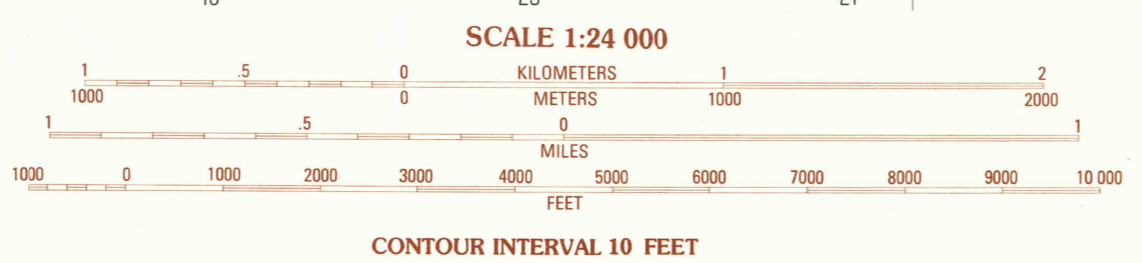 SCALE 1:24 000
1 .5 0 KILOMETERS 1 2
1000 0 METERS 1000 2000
1 .5 0 1
MILES
1000 0 1000 2000 3000 4000 5000 6000 7000 8000 9000 10 000
FEET
CONTOUR INTERVAL 10 FEET